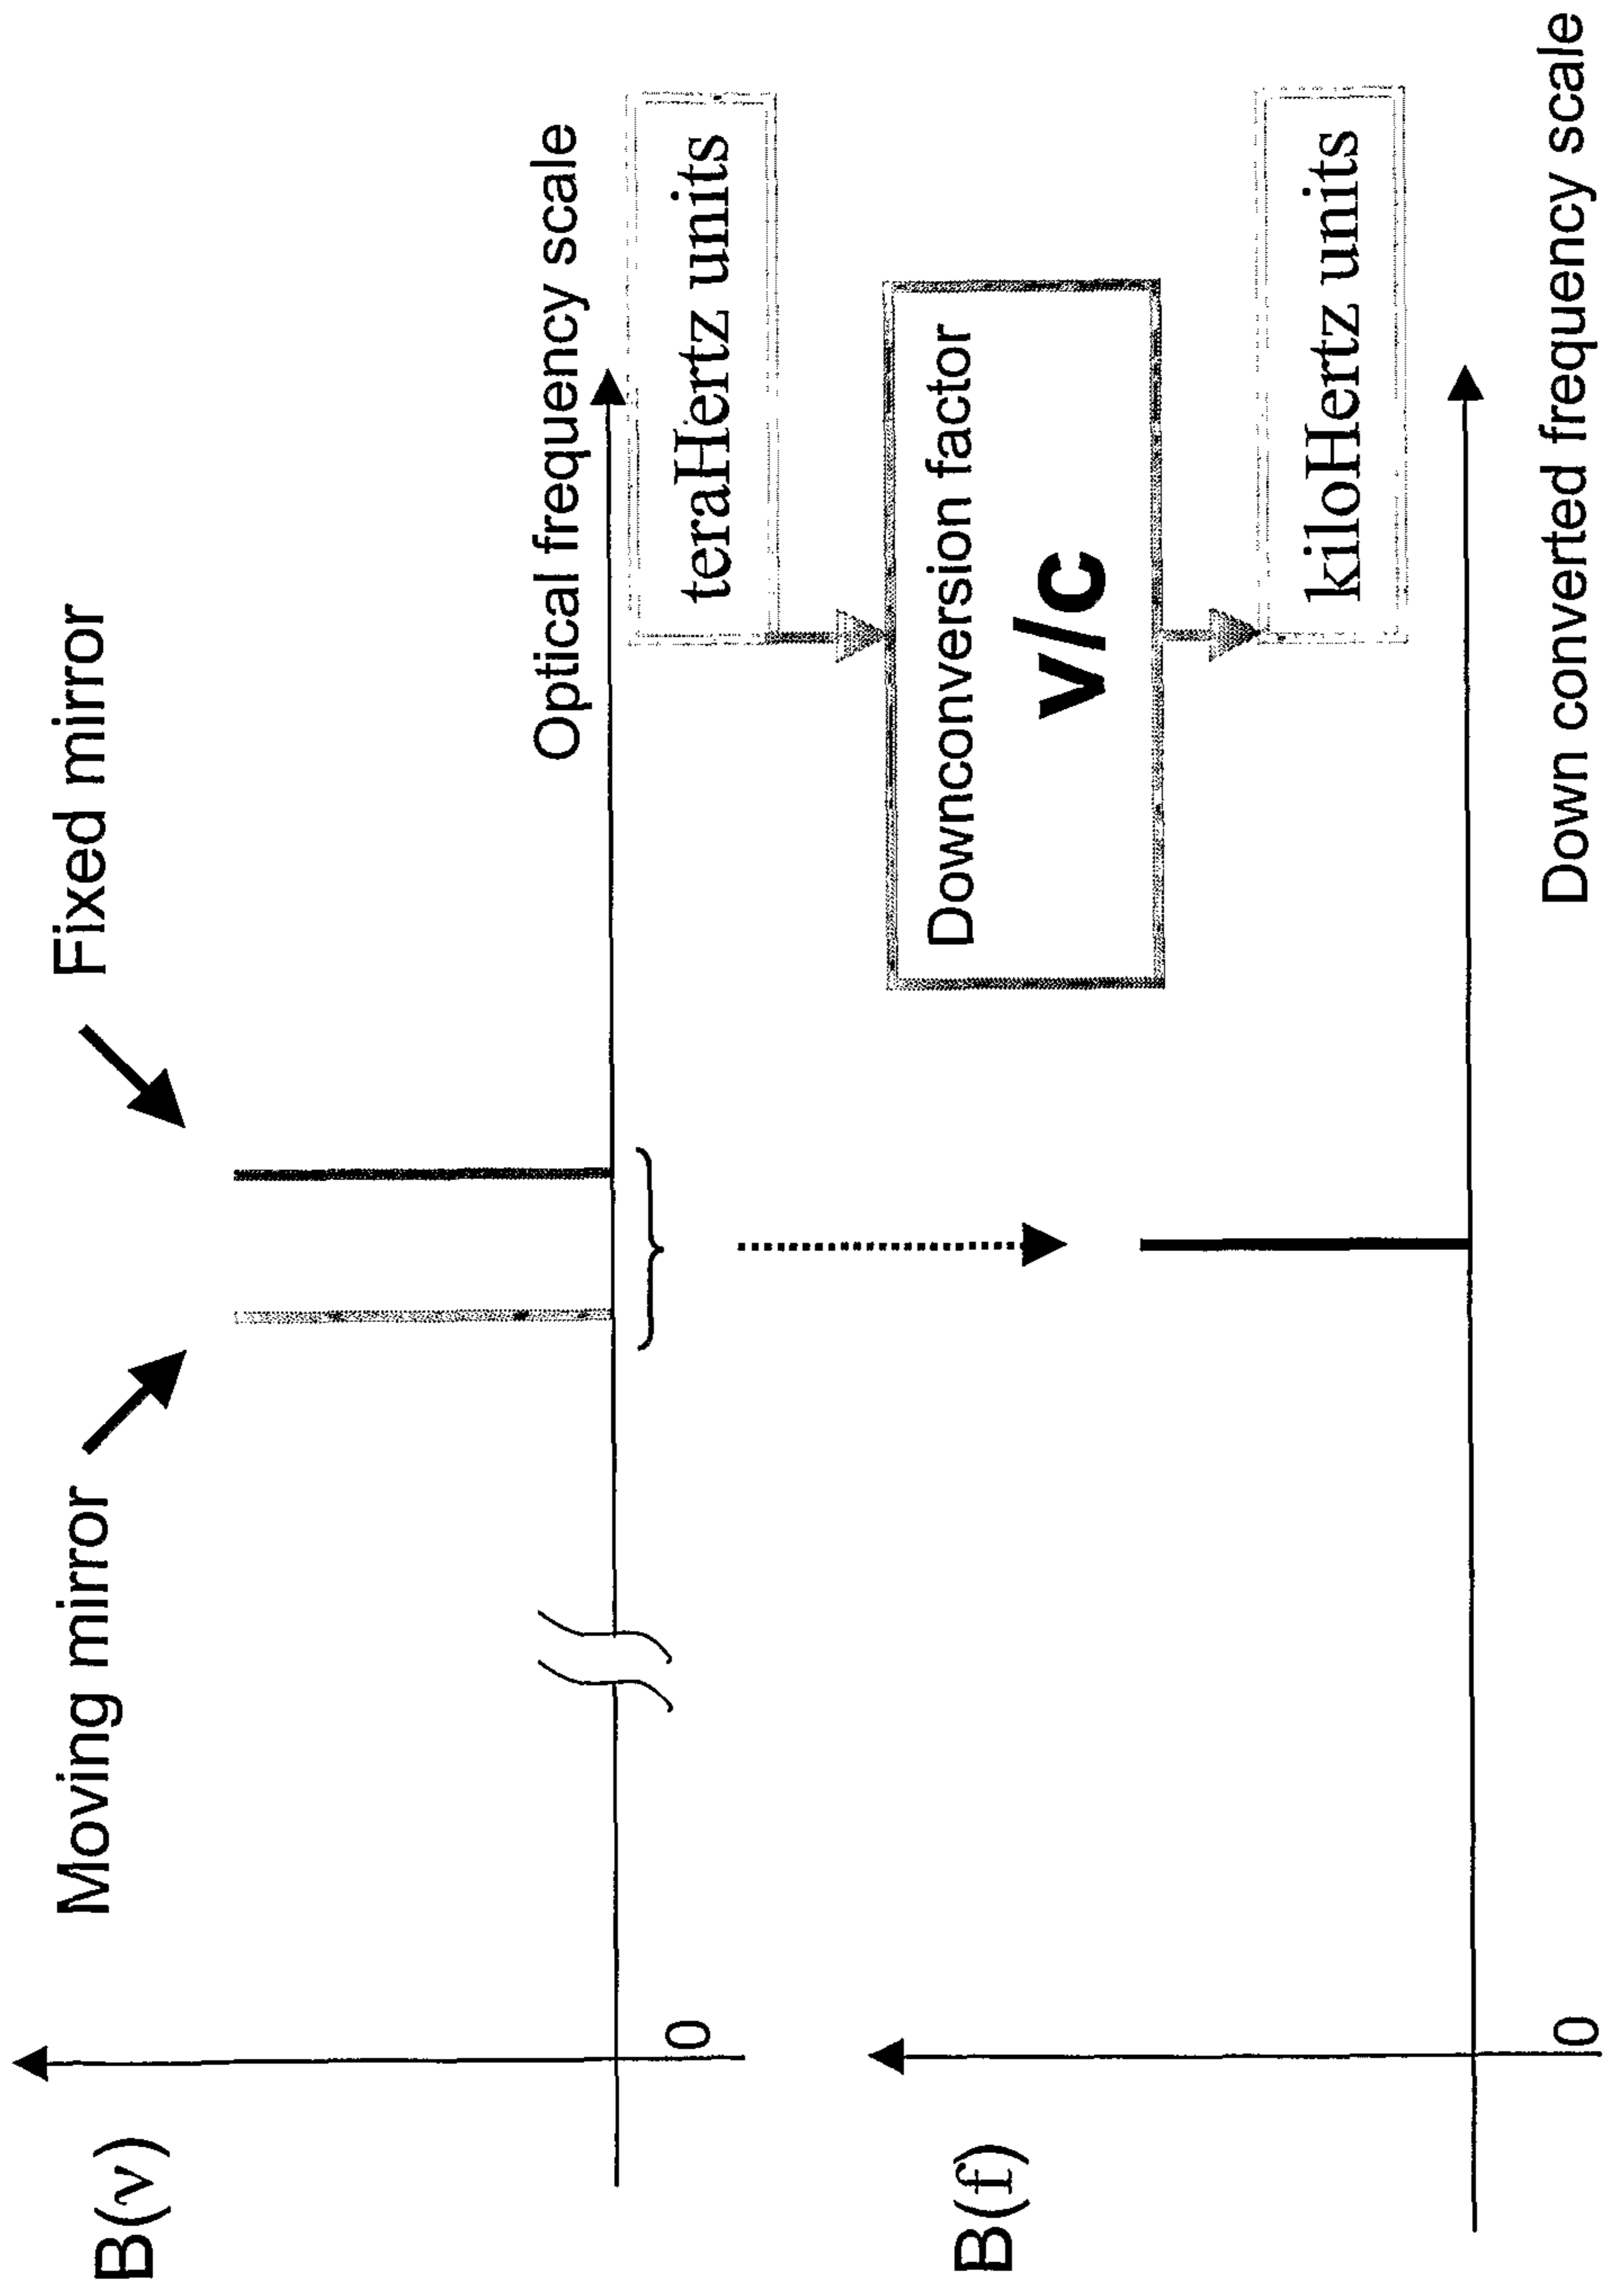 B(ν)
Moving mirror
Fixed mirror
Optical frequency scale
0
teraHertz units
Downconversion factor
v/c
B(f)
kiloHertz units
0
Down converted frequency scale